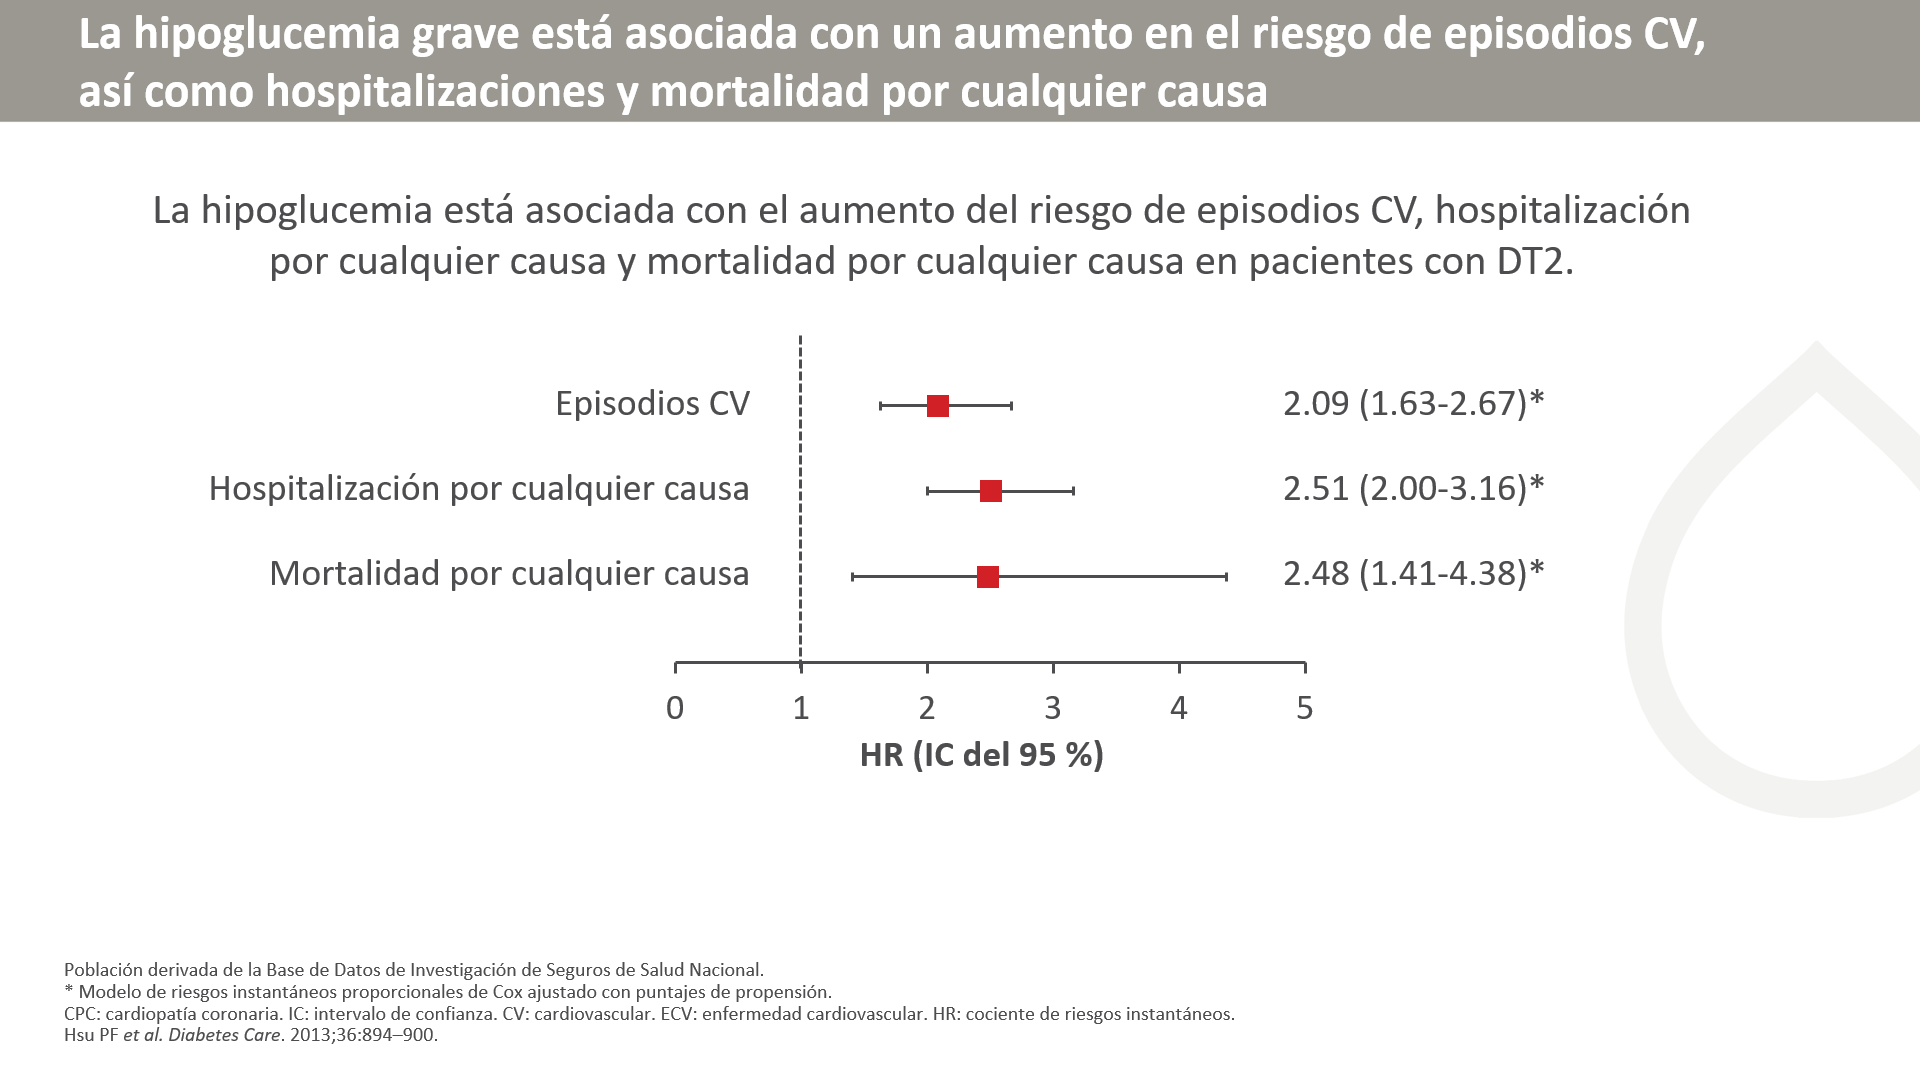 La hipoglucemia grave está asociada con un aumento en el riesgo de episodios CV,
así como hospitalizaciones y mortalidad por cualquier causa
La hipoglucemia está asociada con el aumento del riesgo de episodios CV, hospitalización
por cualquier causa y mortalidad por cualquier causa en pacientes con DT2.
Episodios CV 2.09 (1.63-2.67)*
Hospitalización por cualquier causa 2.51 (2.00-3.16)*
Mortalidad por cualquier causa 2.48 (1.41-4.38)*
0 1 2 3 4 5
HR (IC del 95 %)
Población derivada de la Base de Datos de Investigación de Seguros de Salud Nacional.
* Modelo de riesgos instantáneos proporcionales de Cox ajustado con puntajes de propensión.
CPC: cardiopatía coronaria. IC: intervalo de confianza. CV: cardiovascular. ECV: enfermedad cardiovascular. HR: cociente de riesgos instantáneos.
Hsu PF et al. Diabetes Care. 2013;36:894–900.